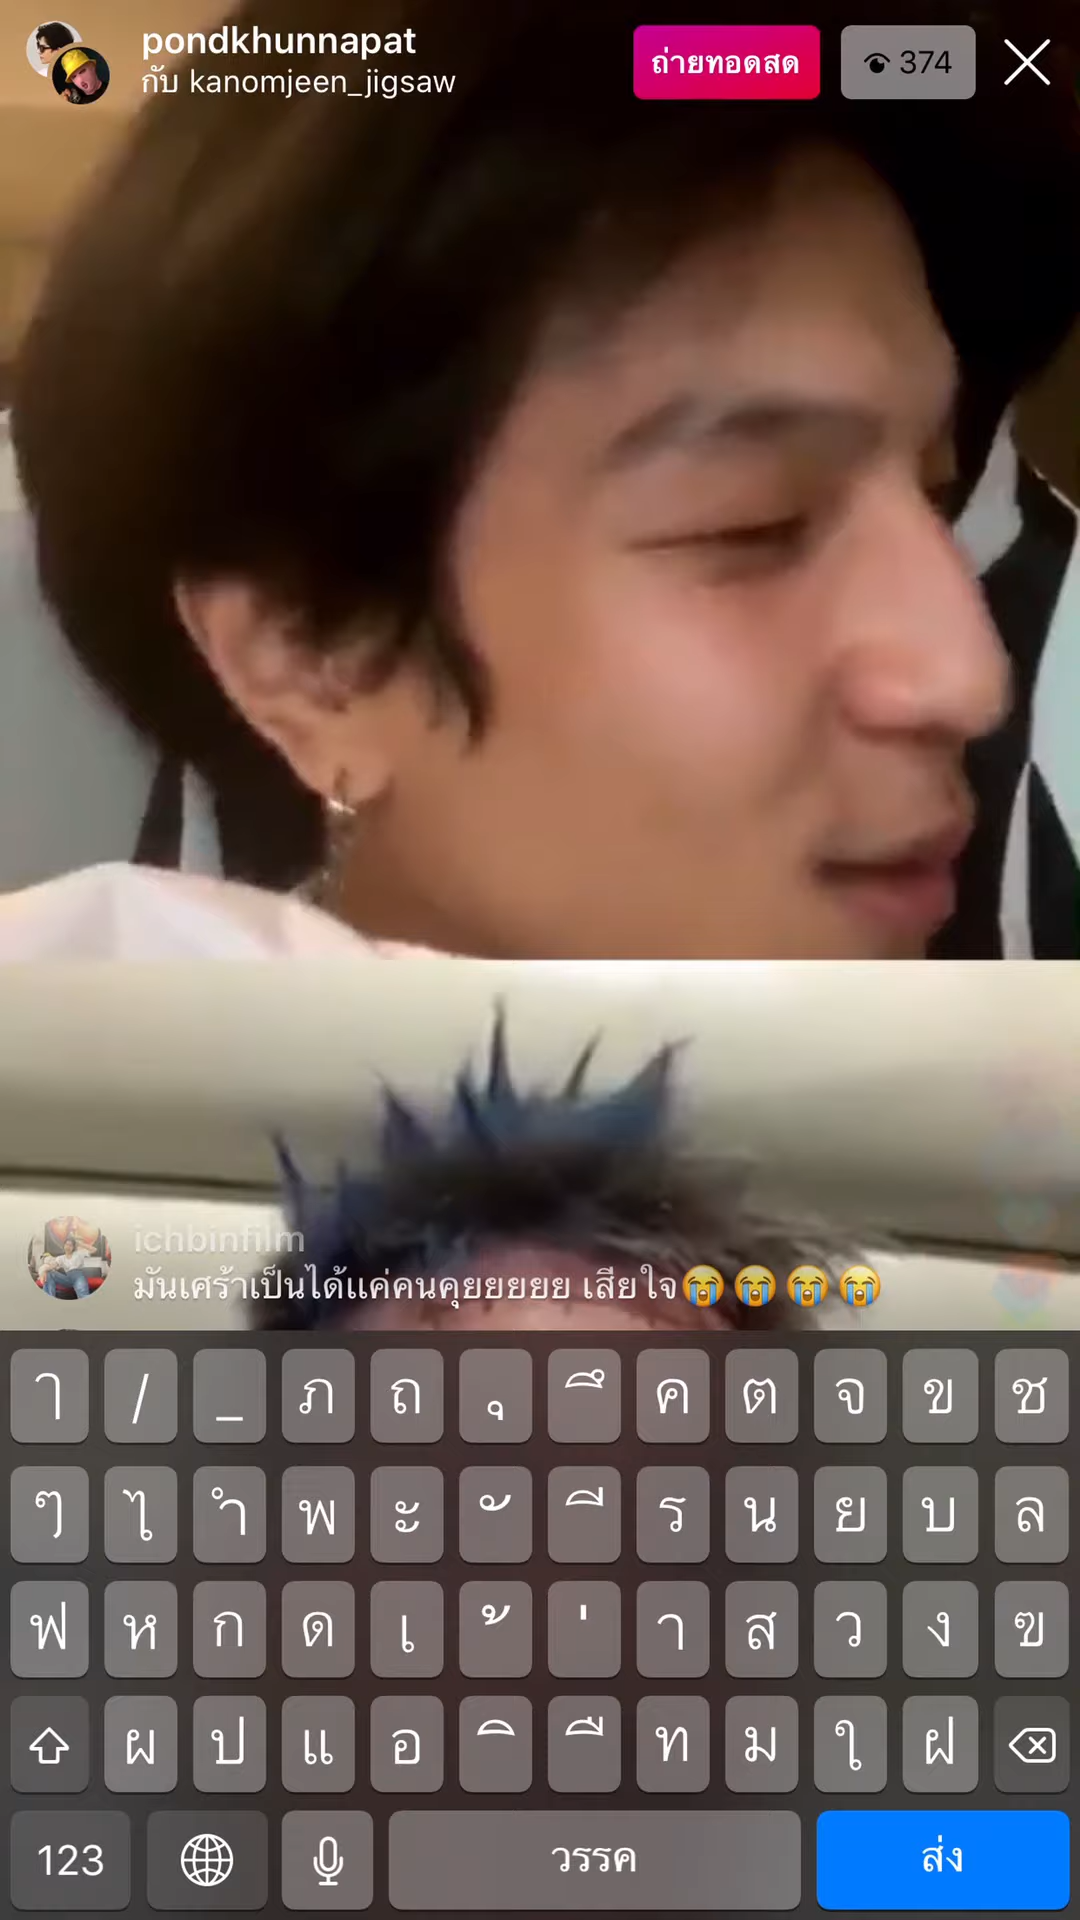 pondkhunnapat
กับ kanomjeen_jigsaw
ถ่ายทอดสด
374
ichbinfilm
มันเศร้าเป็นได้แค่คนคุยยยยย เสียใจ😭😭😭😭
ๅ / _ ภ ถ ุ ึ ค ต จ ข ช
ๆ ไ ำ พ ะ ั ี ร น ย บ ล
ฟ ห ก ด เ ้ ่ า ส ว ง ฃ
ผ ป แ อ ิ ื ท ม ใ ฝ
123 วรรค ส่ง